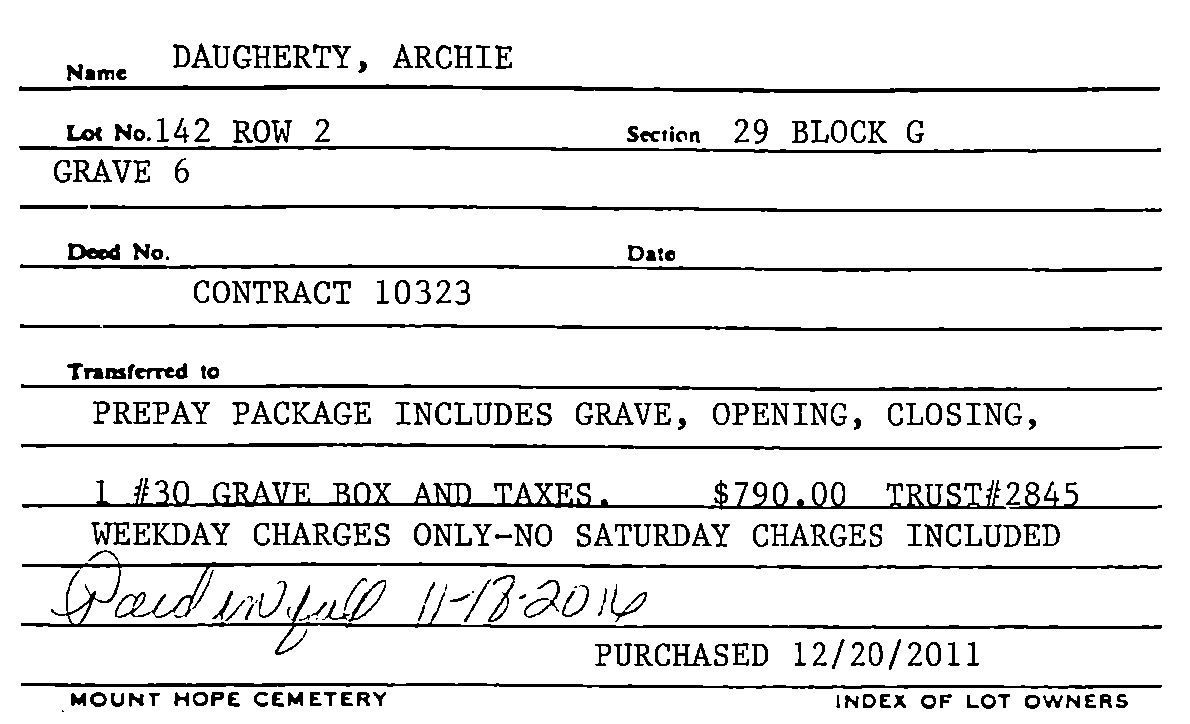 Name DAUGHERTY, ARCHIE
Lot No. 142 ROW 2 Section 29 BLOCK G
GRAVE 6
Deed No. Date
CONTRACT 10323
Transferred to
PREPAY PACKAGE INCLUDES GRAVE, OPENING, CLOSING,
1 #30 GRAVE BOX AND TAXES. $790.00 TRUST#2845
WEEKDAY CHARGES ONLY-NO SATURDAY CHARGES INCLUDED
Paid in full 11-18-2016
PURCHASED 12/20/2011
MOUNT HOPE CEMETERY INDEX OF LOT OWNERS